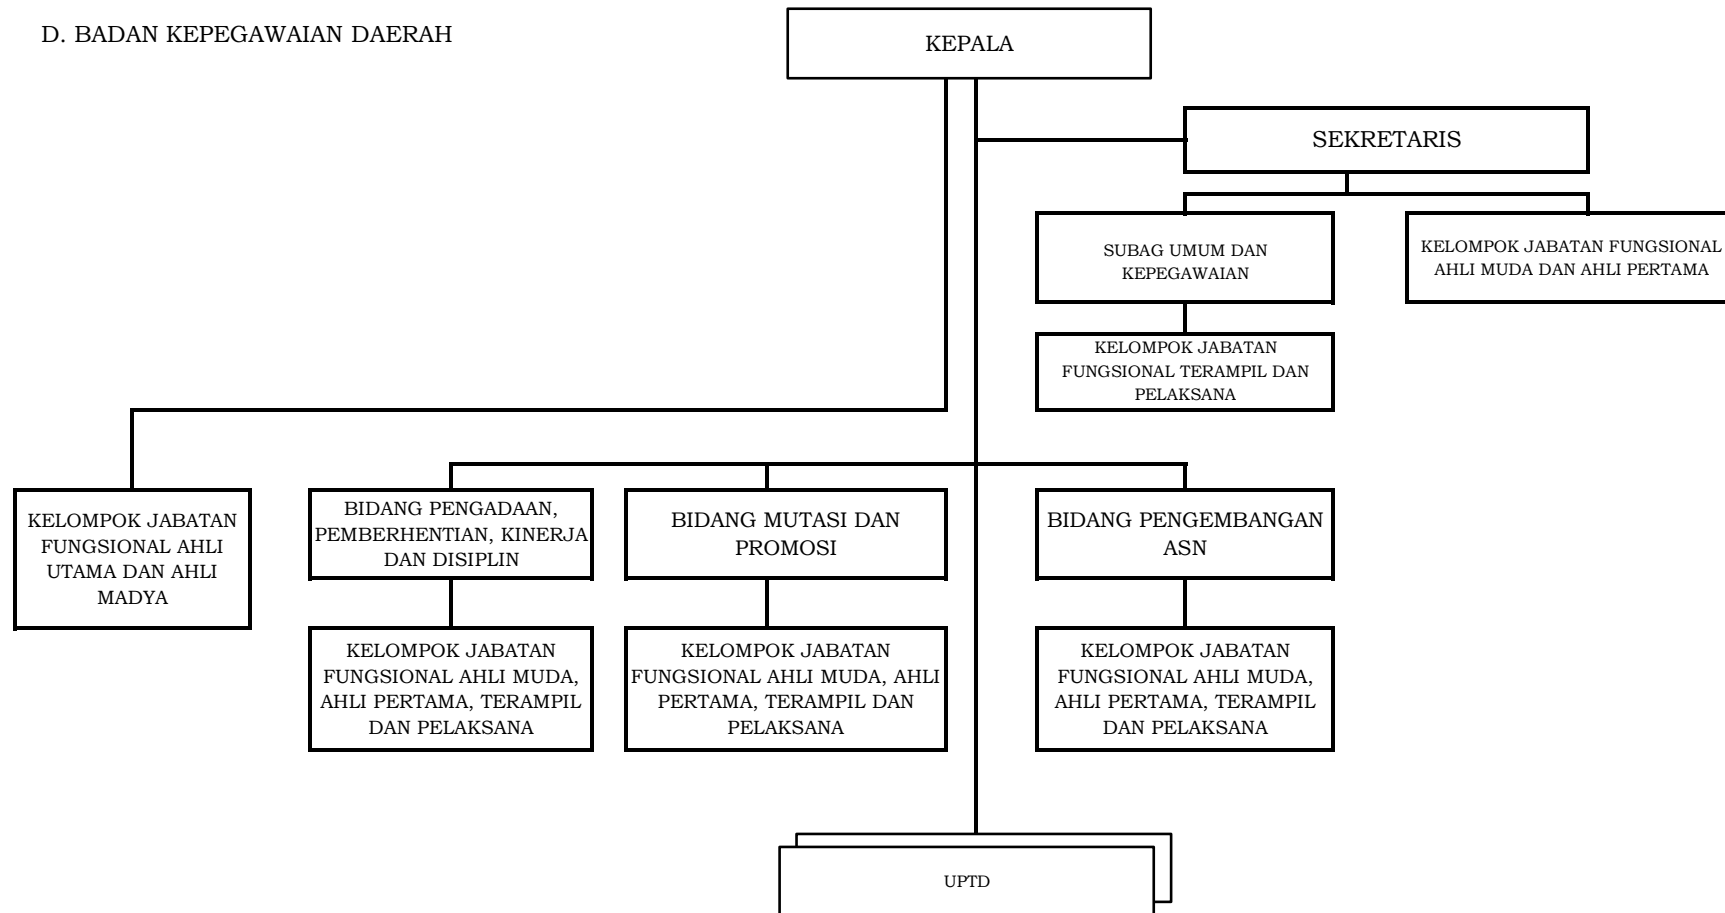 D. BADAN KEPEGAWAIAN DAERAH
KEPALA
SEKRETARIS
SUBAG UMUM DAN
KEPEGAWAIAN
KELOMPOK JABATAN FUNGSIONAL
AHLI MUDA DAN AHLI PERTAMA
KELOMPOK JABATAN
FUNGSIONAL TERAMPIL DAN
PELAKSANA
KELOMPOK JABATAN
FUNGSIONAL AHLI
UTAMA DAN AHLI
MADYA
BIDANG PENGADAAN,
PEMBERHENTIAN, KINERJA
DAN DISIPLIN
BIDANG MUTASI DAN
PROMOSI
BIDANG PENGEMBANGAN
ASN
KELOMPOK JABATAN
FUNGSIONAL AHLI MUDA,
AHLI PERTAMA, TERAMPIL
DAN PELAKSANA
KELOMPOK JABATAN
FUNGSIONAL AHLI MUDA, AHLI
PERTAMA, TERAMPIL DAN
PELAKSANA
KELOMPOK JABATAN
FUNGSIONAL AHLI MUDA,
AHLI PERTAMA, TERAMPIL
DAN PELAKSANA
UPTD